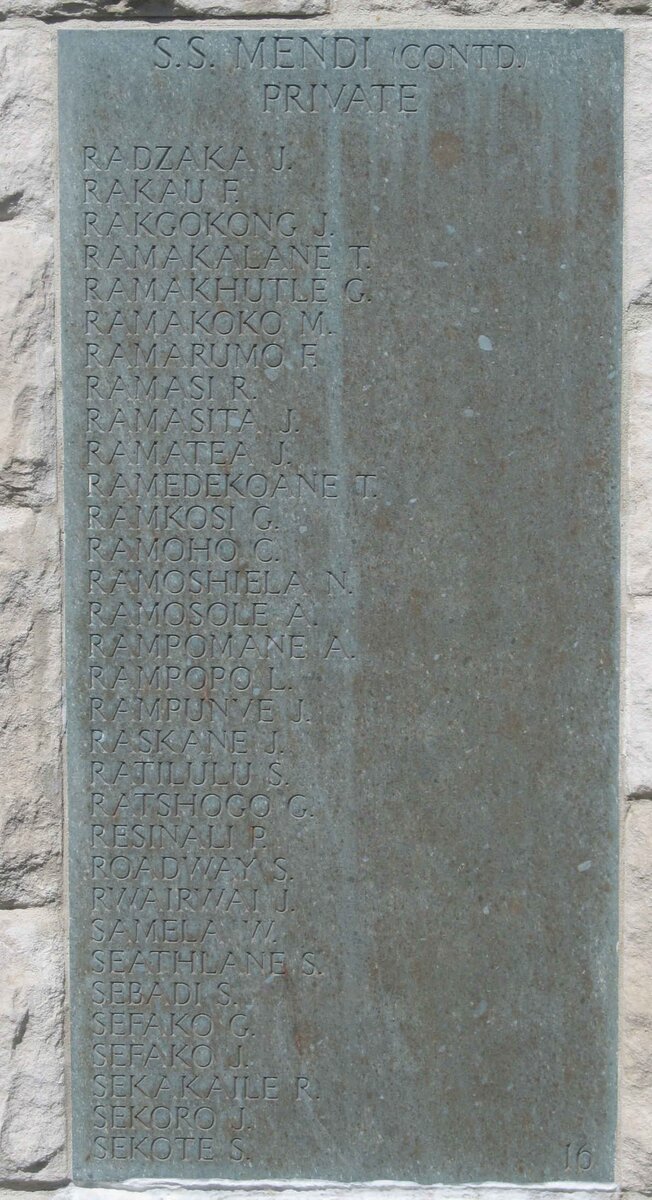 S.S. MENDI (CONTD.)
PRIVATE
RADZAKA J.
RAKAU F.
RAKGOKONG J.
RAMAKALANE T.
RAMAKHUTLE G.
RAMAKOKO M.
RAMARUMO F.
RAMASI R.
RAMASITA J.
RAMATEA J.
RAMEDEKOANE T.
RAMKOSI G.
RAMOHO C.
RAMOSHIELA N.
RAMOSOLE A.
RAMPOMANE A.
RAMPOPO L.
RAMPUNYE J.
RASKANE J.
RATILULU S.
RATSHOGO G.
RESINALI P.
ROADWAY S.
RWAIRWAI J.
SAMELA W.
SEATHLANE S.
SEBADI S.
SEFAKO G.
SEFAKO J.
SEKAKAILE R.
SEKORO J.
SEKOTE S.
16